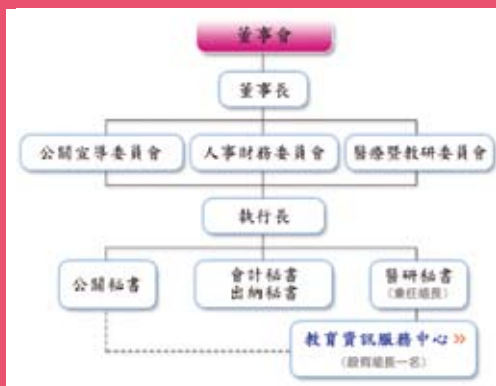 董事會
董事長
公關宣導委員會
人事財務委員會
醫療暨教研委員會
執行長
公關秘書
會計秘書
出納秘書
醫研秘書
(兼任組長)
教育資訊服務中心 »
(設有組長一名)